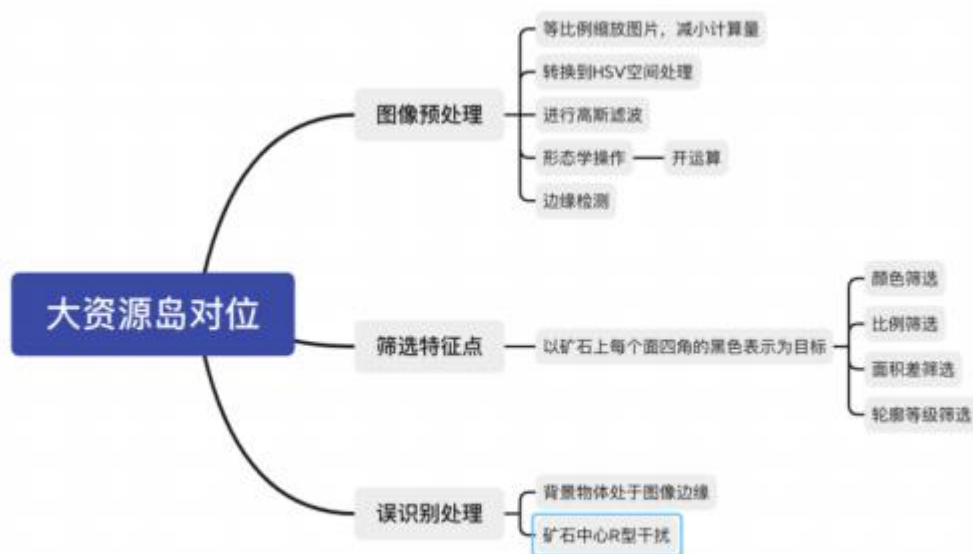 大资源岛对位
图像预处理
等比例缩放图片，减小计算量
转换到HSV空间处理
进行高斯滤波
形态学操作
开运算
边缘检测
筛选特征点
以矿石上每个面四角的黑色表示为目标
颜色筛选
比例筛选
面积差筛选
轮廓等级筛选
误识别处理
背景物体处于图像边缘
矿石中心R型干扰